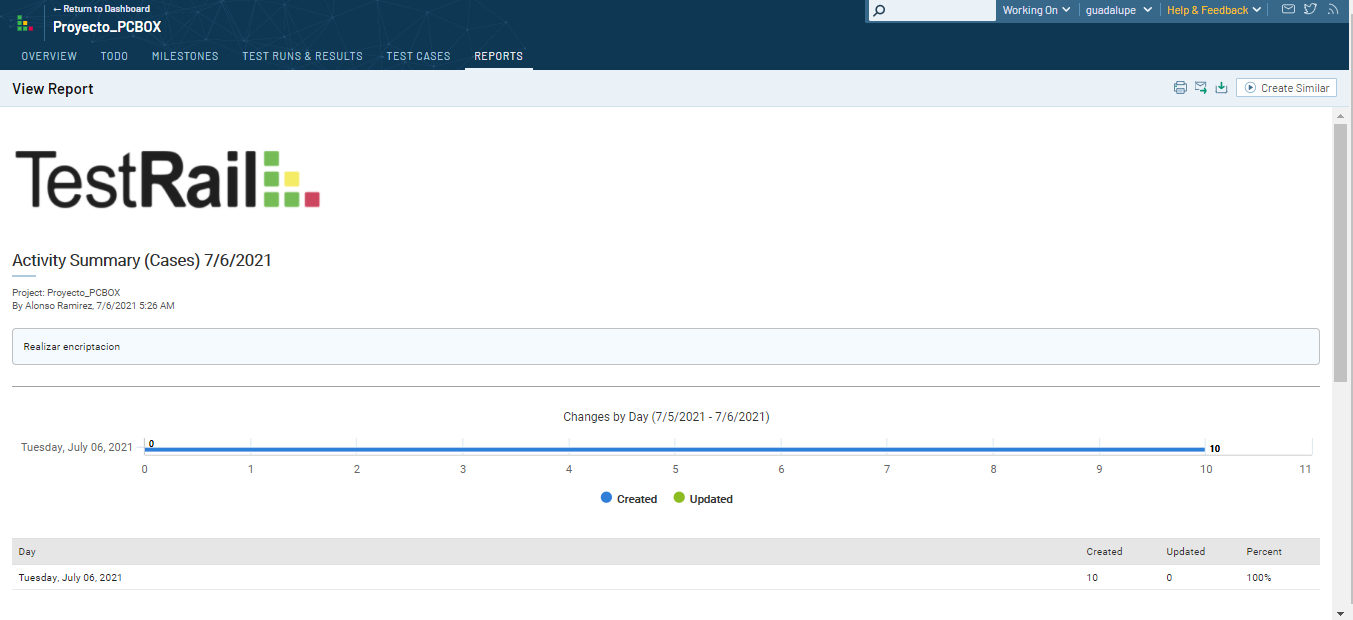 ← Return to Dashboard
Proyecto_PCBOX
Working On
guadalupe
Help & Feedback
OVERVIEW TODO MILESTONES TEST RUNS & RESULTS TEST CASES REPORTS
View Report
Create Similar
TestRail
Activity Summary (Cases) 7/6/2021
Project: Proyecto_PCBOX
By Alonso Ramirez, 7/6/2021 5:26 AM
Realizar encriptacion
Changes by Day (7/5/2021 - 7/6/2021)
Tuesday, July 06, 2021 0 10
0 1 2 3 4 5 6 7 8 9 10 11
Created Updated
Day Created Updated Percent
Tuesday, July 06, 2021 10 0 100%